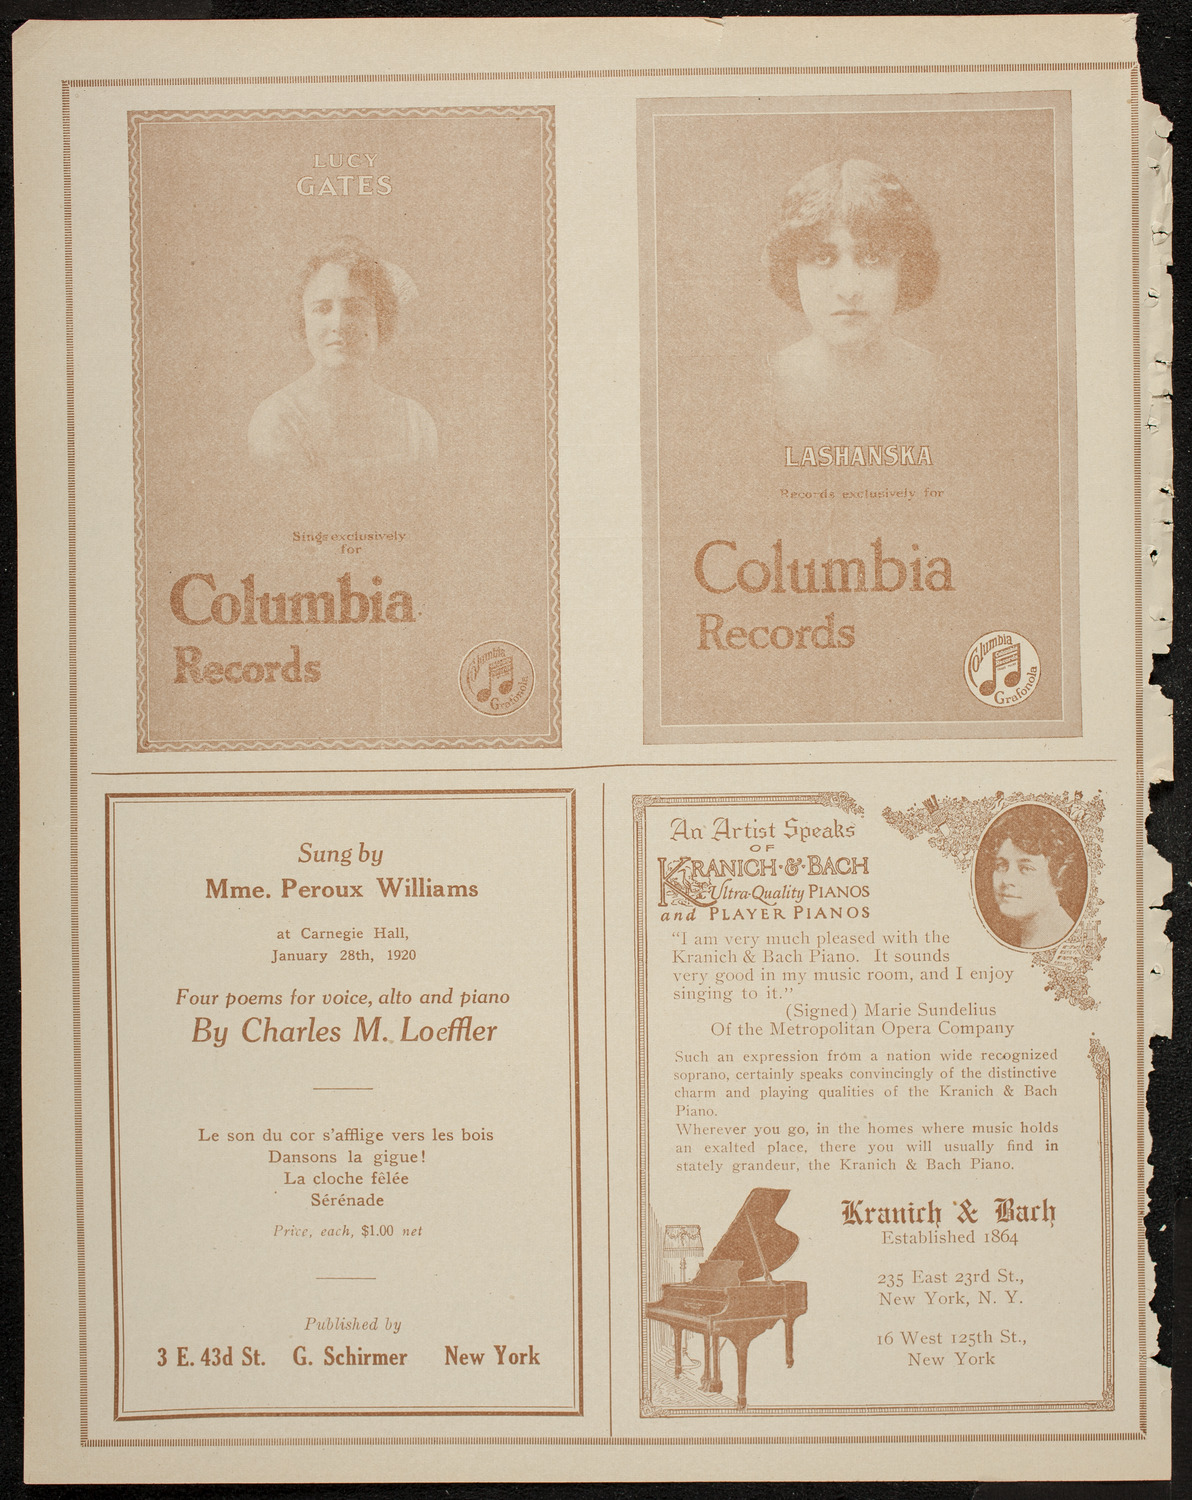 LUCY
GATES
Sings exclusively
for
Columbia
Records
Columbia
Grafonola
LASHANSKA
Records exclusively for
Columbia
Records
Columbia
Grafonola
Sung by
Mme. Peroux Williams
at Carnegie Hall,
January 28th, 1920
Four poems for voice, alto and piano
By Charles M. Loeffler
Le son du cor s'afflige vers les bois
Dansons la gigue!
La cloche fêlée
Sérénade
Price, each, $1.00 net
Published by
3 E. 43d St. G. Schirmer New York
An Artist Speaks
OF
KRANICH·&·BACH
Ultra-Quality PIANOS
and PLAYER PIANOS
"I am very much pleased with the
Kranich & Bach Piano. It sounds
very good in my music room, and I enjoy
singing to it."
(Signed) Marie Sundelius
Of the Metropolitan Opera Company
Such an expression from a nation wide recognized
soprano, certainly speaks convincingly of the distinctive
charm and playing qualities of the Kranich & Bach
Piano.
Wherever you go, in the homes where music holds
an exalted place, there you will usually find in
stately grandeur, the Kranich & Bach Piano.
Kranich & Bach
Established 1864
235 East 23rd St.,
New York, N. Y.
16 West 125th St.,
New York